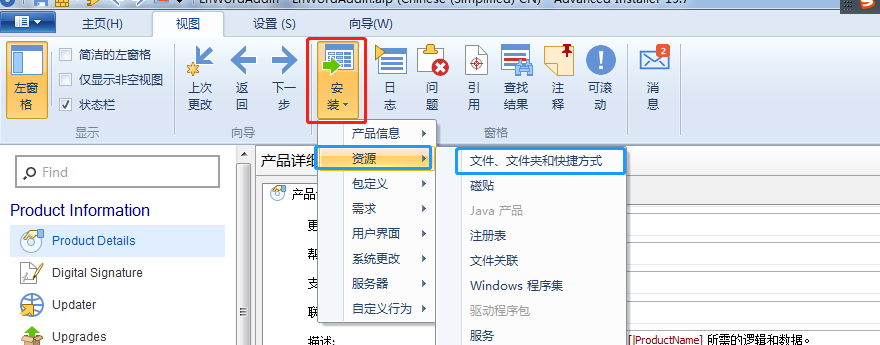 EnWordAddin - EnWordAddin.aip (Chinese (Simplified) CN) - Advanced Installer 15.7
主页(H)
视图
设置 (S)
向导(W)
左窗格
简洁的左窗格
仅显示非空视图
状态栏
显示
上次更改
返回
下一步
向导
安装
日志
问题
引用
查找结果
注释
可滚动
2
消息
窗格
Find
Product Information
Product Details
Digital Signature
Updater
Upgrades
产品详细
产品
更
帮
支
联
描述:
产品信息
资源
包定义
需求
用户界面
系统更改
服务器
自定义行为
文件、文件夹和快捷方式
磁贴
Java 产品
注册表
文件关联
Windows 程序集
驱动程序包
服务
[|ProductName] 所需的逻辑和数据。